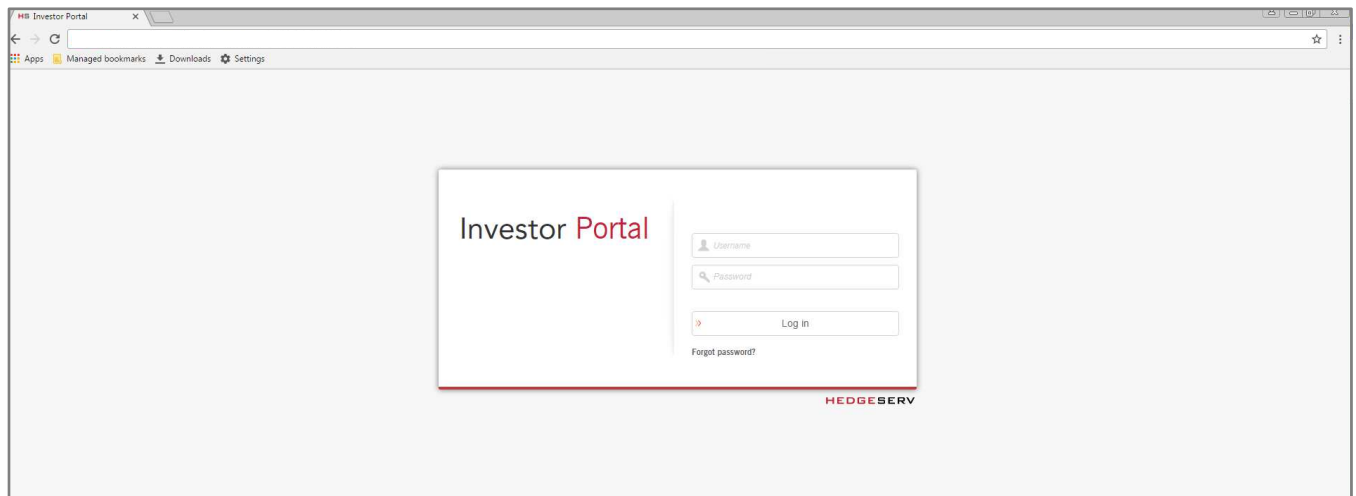 HS Investor Portal
Apps Managed bookmarks Downloads Settings
Investor Portal
Username
Password
Log in
Forgot password?
HEDGESERV